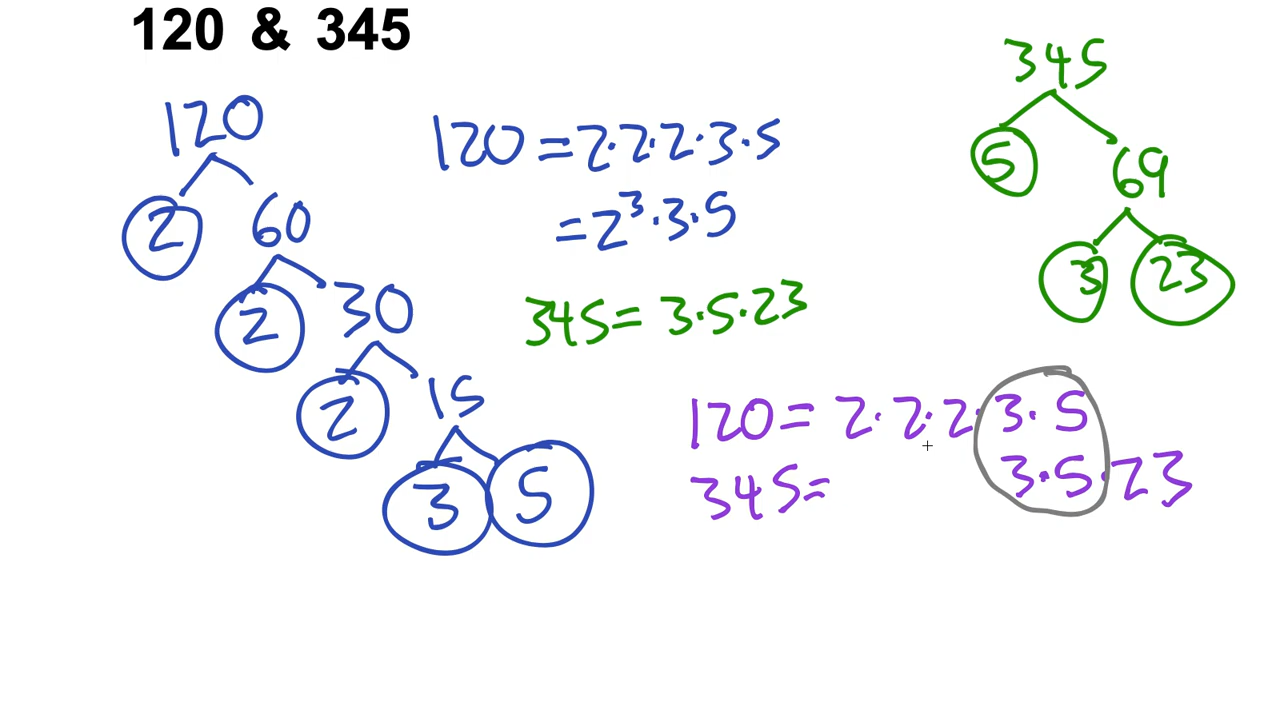 120 & 345
120
2 60
2 30
2 15
3 5
120 = 2·2·2·3·5
= 2³·3·5
345 = 3·5·23
345
5 69
3 23
120 = 2·2·2·3·5
345 = 3·5·23